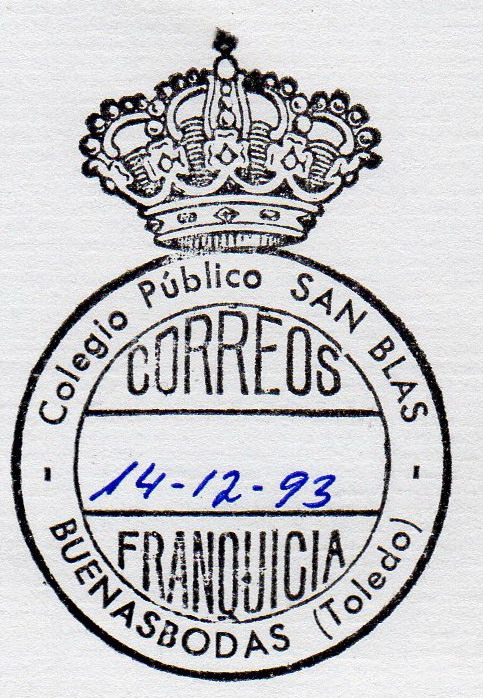 Colegio Público SAN BLAS
CORREOS
14-12-93
FRANQUICIA
- BUENASBODAS (Toledo) -